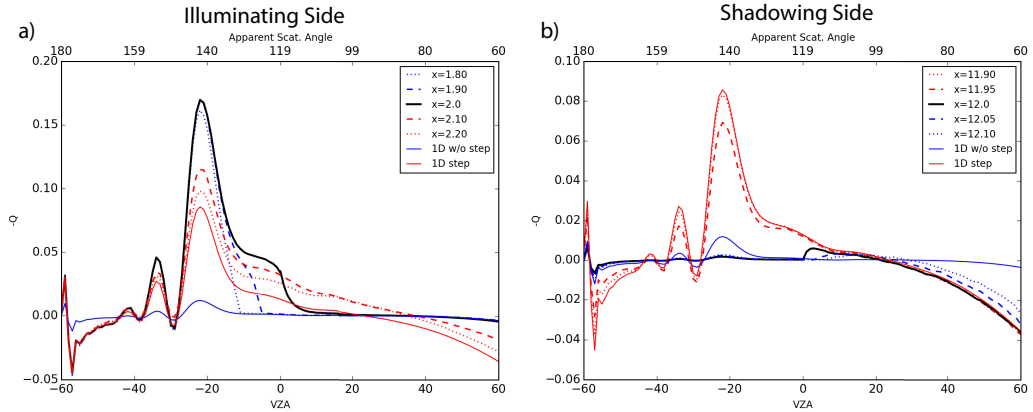 Illuminating Side
a)
Apparent Scat. Angle
180 159 140 119 99 80 60
0.20
0.15
0.10
0.05
0.00
−0.05
-Q
x=1.80
x=1.90
x=2.0
x=2.10
x=2.20
1D w/o step
1D step
−60 −40 −20 0 20 40 60
VZA
Shadowing Side
b)
Apparent Scat. Angle
180 159 142 119 99 80 60
0.10
0.08
0.06
0.04
0.02
0.00
−0.02
−0.04
−0.06
-Q
x=11.90
x=11.95
x=12.0
x=12.05
x=12.10
1D w/o step
1D step
−60 −40 −20 0 20 40 60
VZA